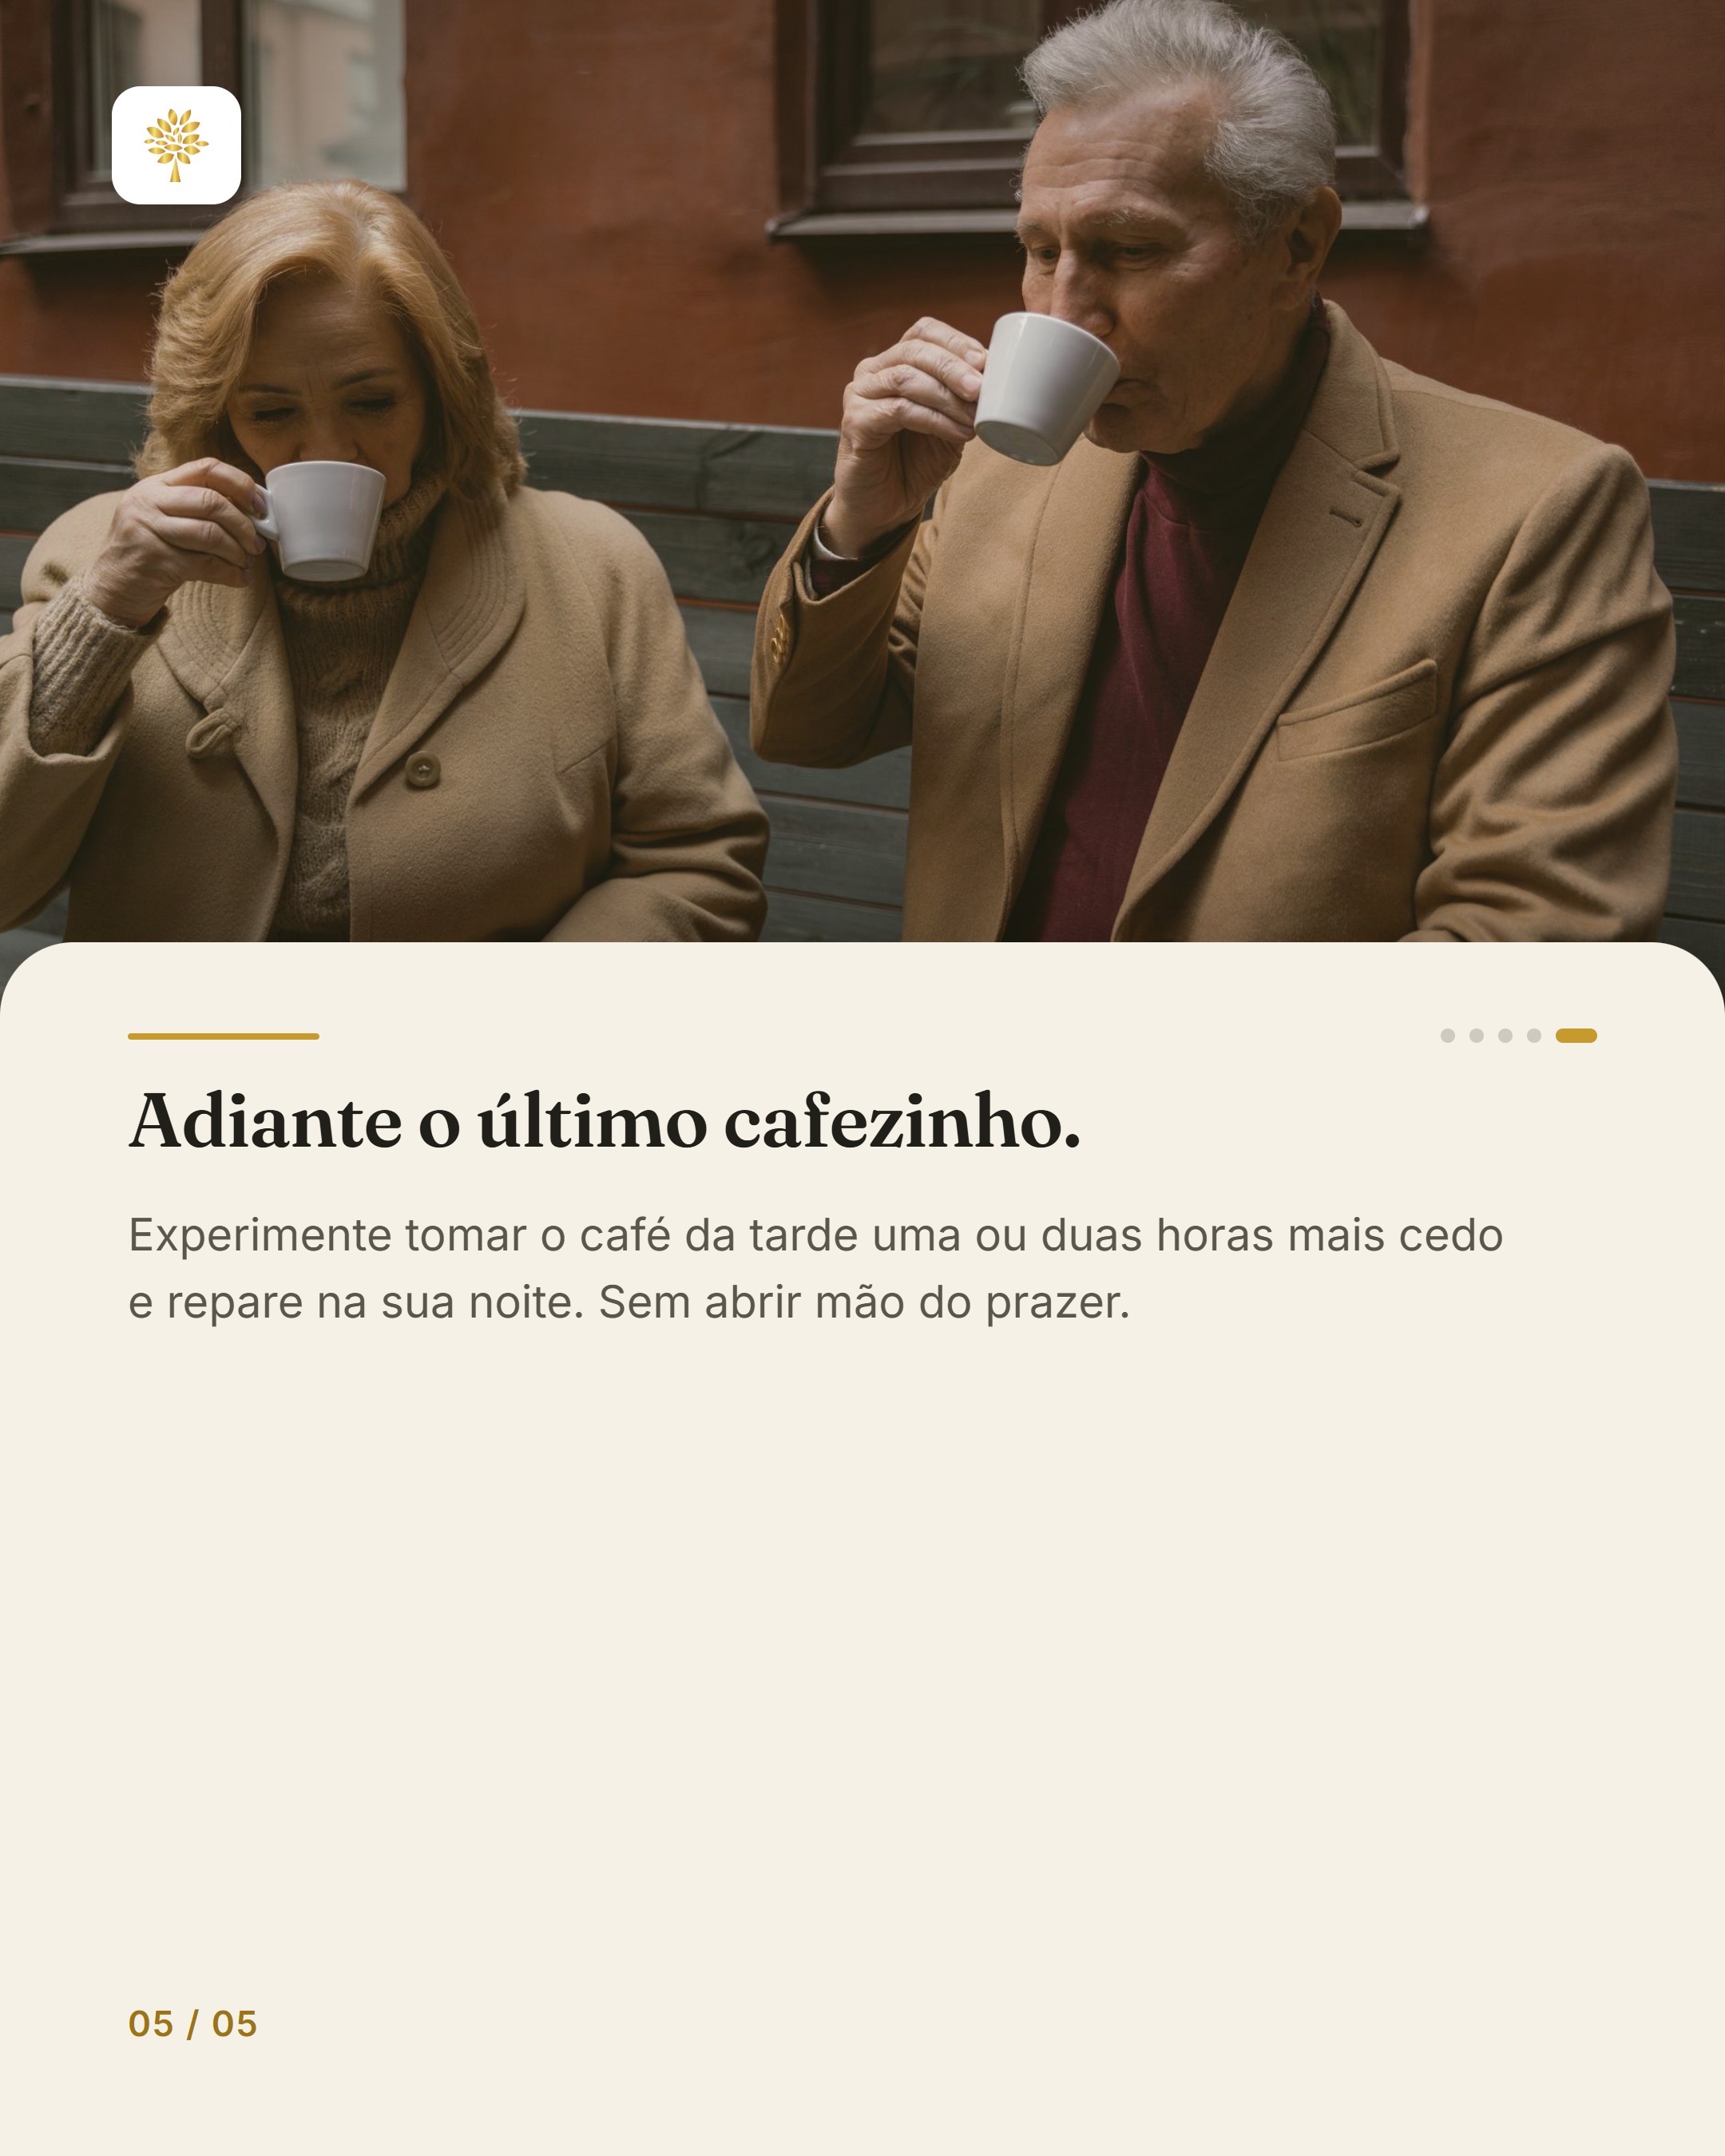 Adiante o último cafezinho.
Experimente tomar o café da tarde uma ou duas horas mais cedo
e repare na sua noite. Sem abrir mão do prazer.
05 / 05